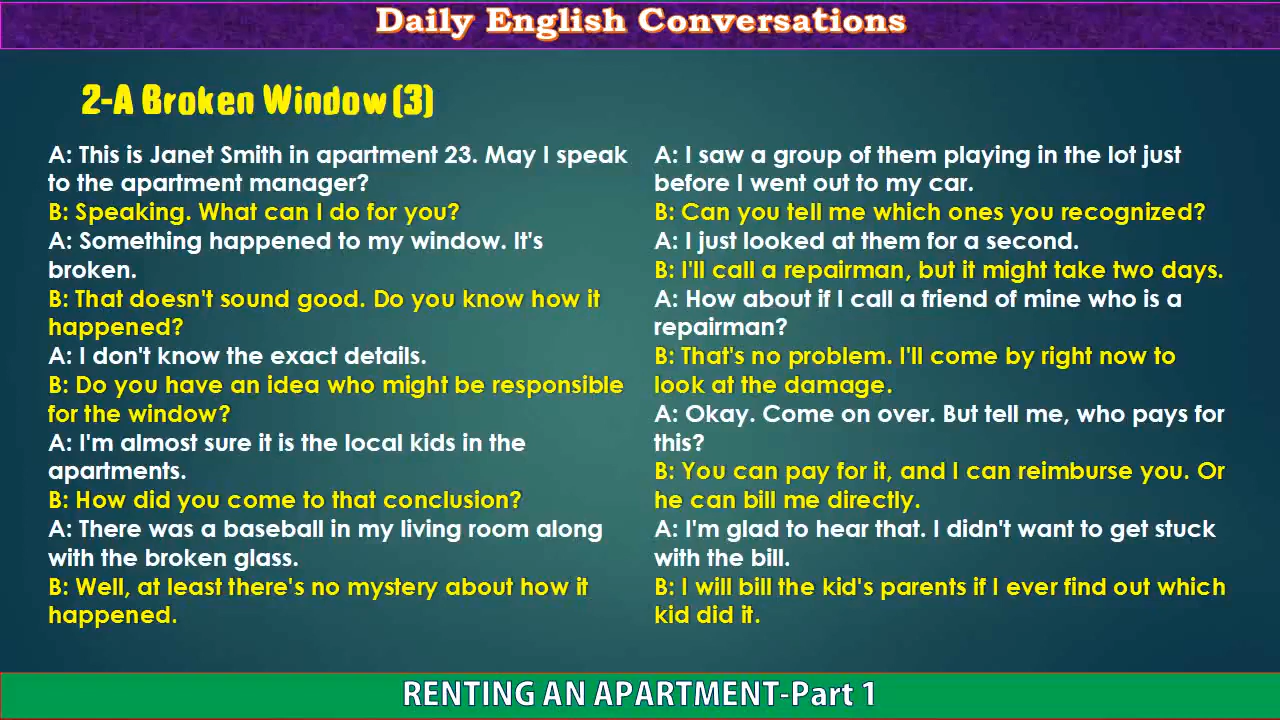 Daily English Conversations
2-A Broken Window (3)
A: This is Janet Smith in apartment 23. May I speak
to the apartment manager?
B: Speaking. What can I do for you?
A: Something happened to my window. It's
broken.
B: That doesn't sound good. Do you know how it
happened?
A: I don't know the exact details.
B: Do you have an idea who might be responsible
for the window?
A: I'm almost sure it is the local kids in the
apartments.
B: How did you come to that conclusion?
A: There was a baseball in my living room along
with the broken glass.
B: Well, at least there's no mystery about how it
happened.
A: I saw a group of them playing in the lot just
before I went out to my car.
B: Can you tell me which ones you recognized?
A: I just looked at them for a second.
B: I'll call a repairman, but it might take two days.
A: How about if I call a friend of mine who is a
repairman?
B: That's no problem. I'll come by right now to
look at the damage.
A: Okay. Come on over. But tell me, who pays for
this?
B: You can pay for it, and I can reimburse you. Or
he can bill me directly.
A: I'm glad to hear that. I didn't want to get stuck
with the bill.
B: I will bill the kid's parents if I ever find out which
kid did it.
RENTING AN APARTMENT-Part 1